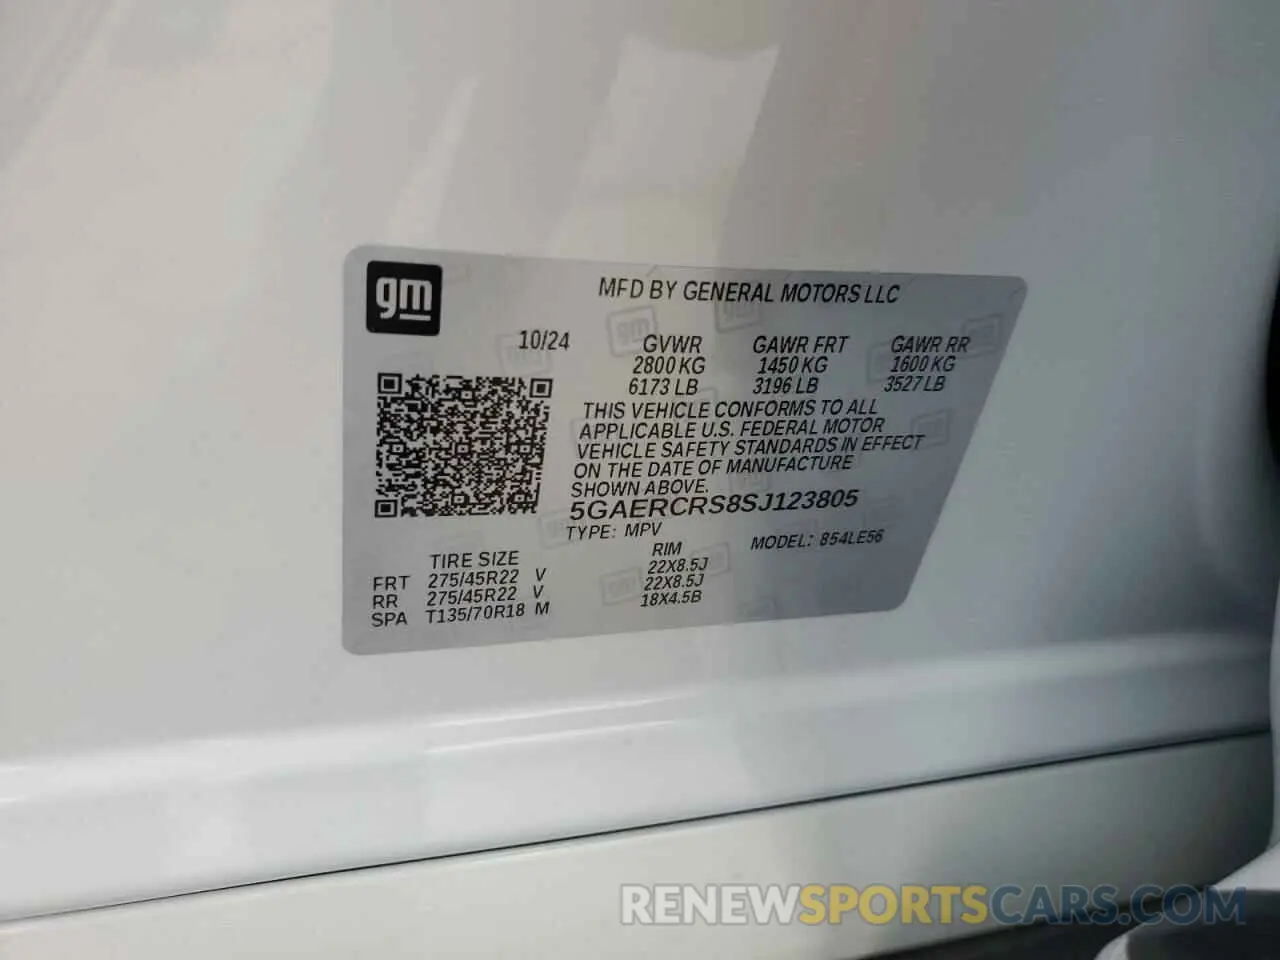 gm
MFD BY GENERAL MOTORS LLC
10/24
GVWR GAWR FRT GAWR RR
2800 KG 1450 KG 1600 KG
6173 LB 3196 LB 3527 LB
THIS VEHICLE CONFORMS TO ALL
APPLICABLE U.S. FEDERAL MOTOR
VEHICLE SAFETY STANDARDS IN EFFECT
ON THE DATE OF MANUFACTURE
SHOWN ABOVE.
5GAERCRS8SJ123805
TYPE: MPV MODEL: 854LE56
TIRE SIZE RIM
FRT 275/45R22 V 22X8.5J
RR 275/45R22 V 22X8.5J
SPA T135/70R18 M 18X4.5B
RENEWSPORTSCARS.COM